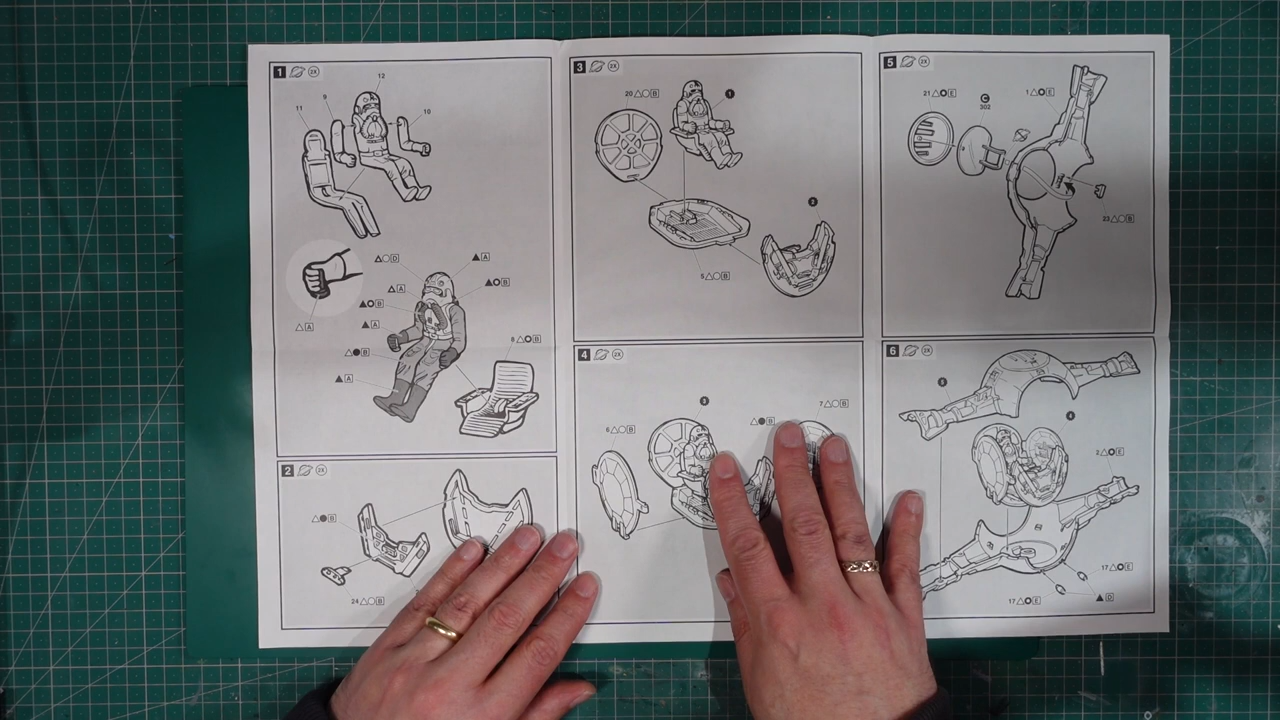 1 2X
12
9
10
11
△○D
▲A
△A
▲○B
▲○B
▲A
△●B
▲A
△A
8△○B
2 2X
△●B
24△○B
3 2X
20△○B
1
2
5△○B
4 2X
3
7△○B
△●B
6△○B
5 2X
21△○E
C
302
1△○E
23△○B
6 2X
5
4
2△○E
17△○E
17△○E
▲D